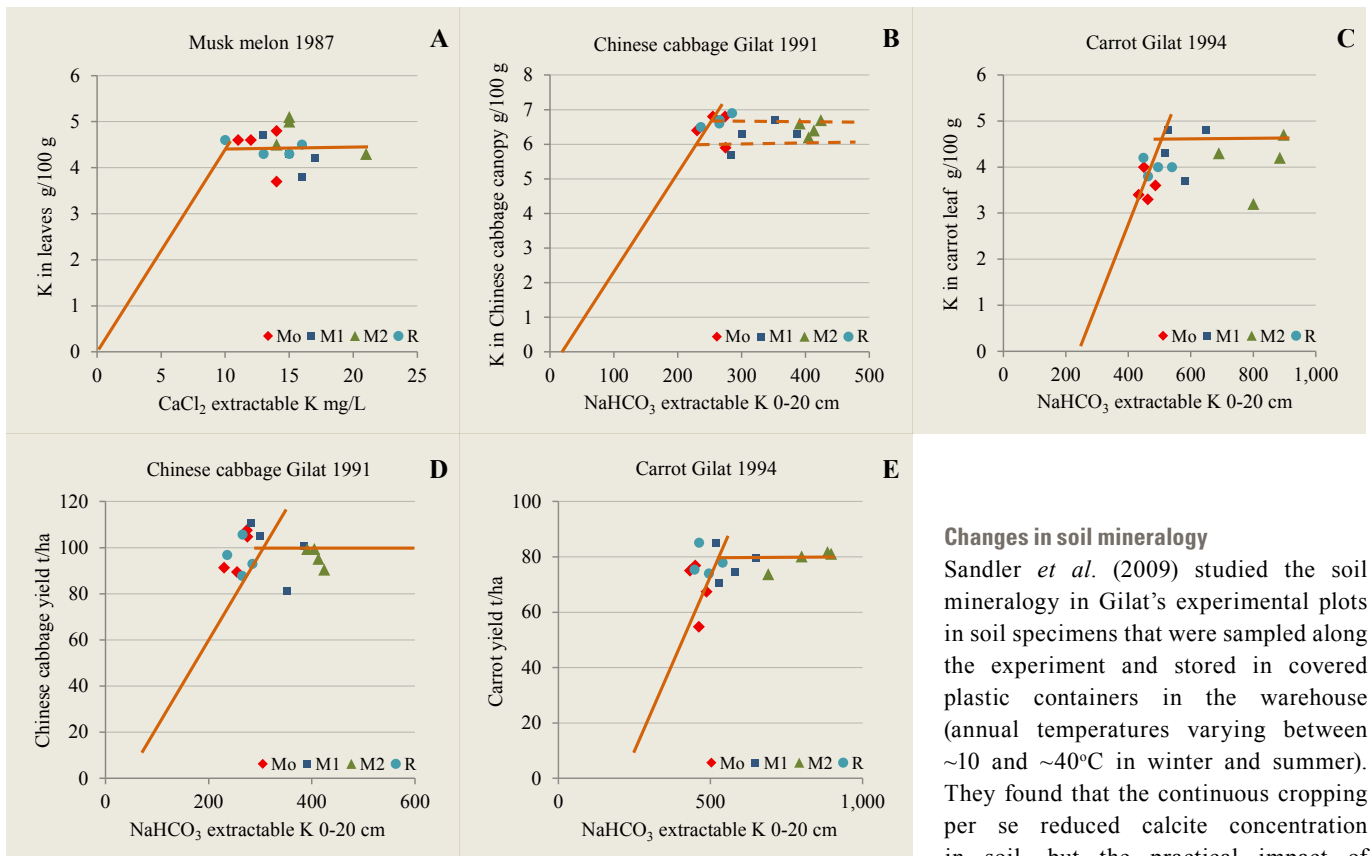 Musk melon 1987
A
K in leaves g/100 g
6
5
4
3
2
1
0
Mo M1 M2 R
0 5 10 15 20 25
CaCl₂ extractable K mg/L
Chinese cabbage Gilat 1991
B
K in Chinese cabbage canopy g/100 g
8
7
6
5
4
3
2
1
0
Mo M1 M2 R
0 100 200 300 400 500
NaHCO₃ extractable K 0-20 cm
Carrot Gilat 1994
C
K in carrot leaf g/100 g
6
5
4
3
2
1
0
Mo M1 M2 R
0 200 400 600 800 1,000
NaHCO₃ extractable K 0-20 cm
Chinese cabbage Gilat 1991
D
Chinese cabbage yield t/ha
120
100
80
60
40
20
0
Mo M1 M2 R
0 200 400 600
NaHCO₃ extractable K 0-20 cm
Carrot Gilat 1994
E
Carrot yield t/ha
100
80
60
40
20
0
Mo M1 M2 R
0 500 1,000
NaHCO₃ extractable K 0-20 cm
Changes in soil mineralogy
Sandler et al. (2009) studied the soil
mineralogy in Gilat's experimental plots
in soil specimens that were sampled along
the experiment and stored in covered
plastic containers in the warehouse
(annual temperatures varying between
~10 and ~40°C in winter and summer).
They found that the continuous cropping
per se reduced calcite concentration
in soil, but the practical impact of